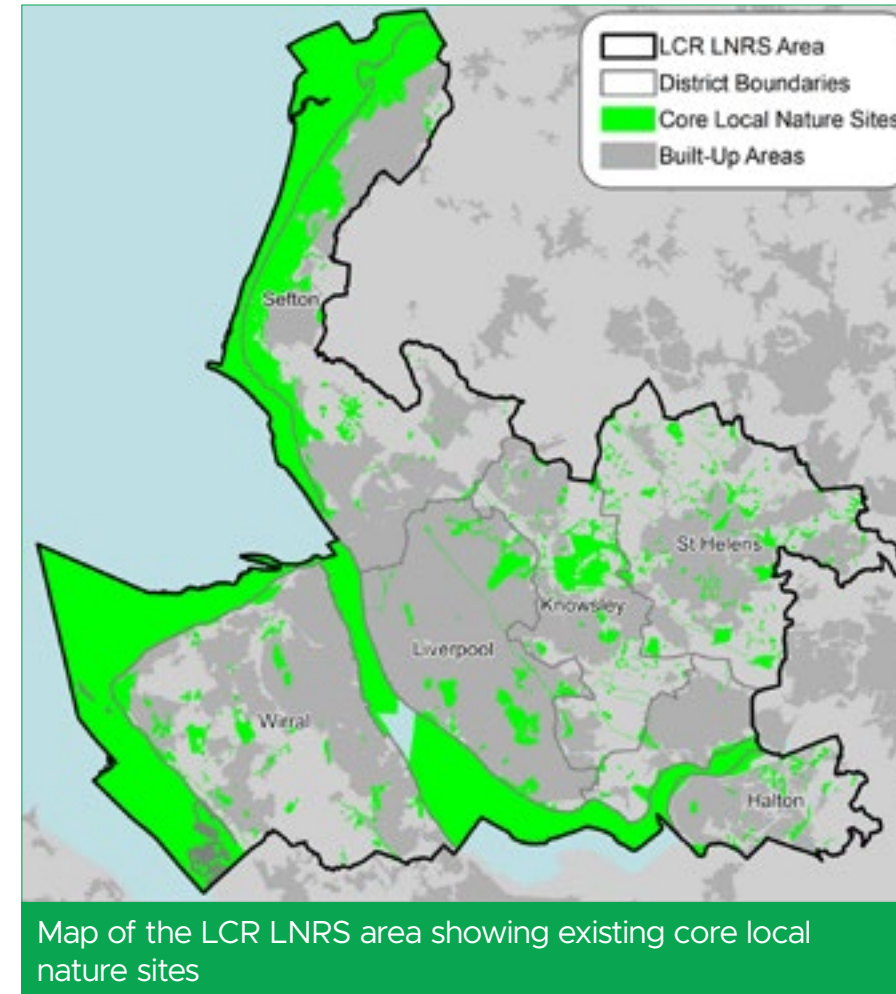 LCR LNRS Area
District Boundaries
Core Local Nature Sites
Built-Up Areas
Sefton
St Helens
Knowsley
Liverpool
Wirral
Halton
Map of the LCR LNRS area showing existing core local
nature sites